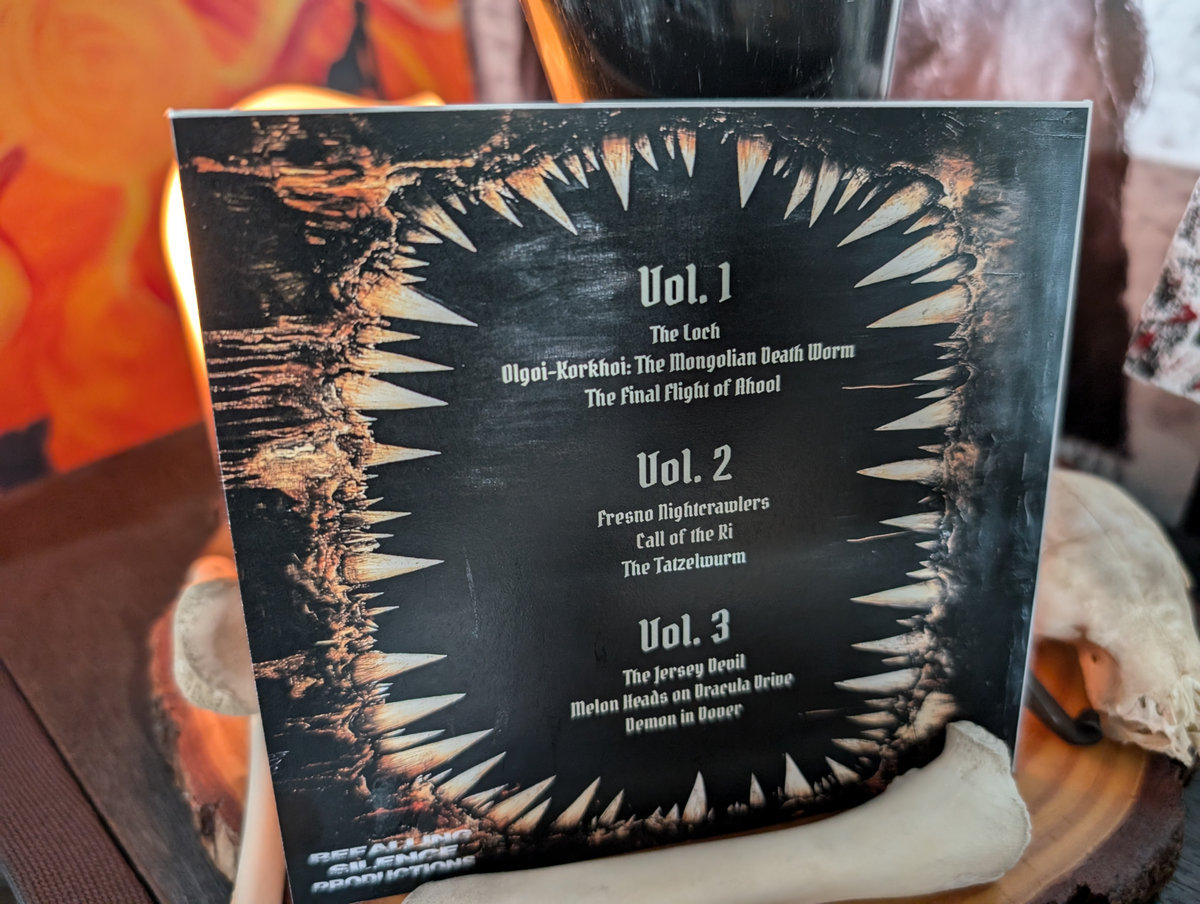 Vol. 1
The Loch
Olgoi-Korkhoi: The Mongolian Death Worm
The Final Flight of Ahool
Vol. 2
Fresno Nightcrawlers
Call of the Ri
The Tatzelwurm
Vol. 3
The Jersey Devil
Melon Heads on Dracula Drive
Demon in Dover
BEFALLING
SILENCE
PRODUCTIONS